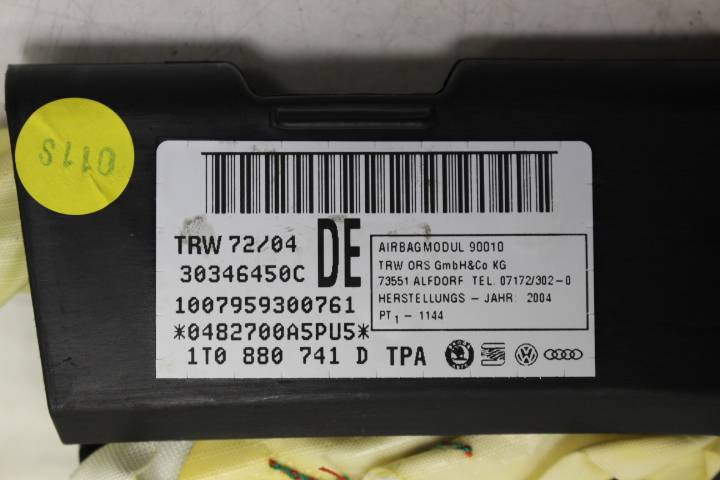 011S
TRW 72/04
DE
30346450C
1007959300761
*0482700A5PU5*
1T0 880 741 D TPA
AIRBAGMODUL 90010
TRW ORS GmbH&Co KG
73551 ALFDORF TEL. 07172/302-0
HERSTELLUNGS - JAHR: 2004
PT1 - 1144